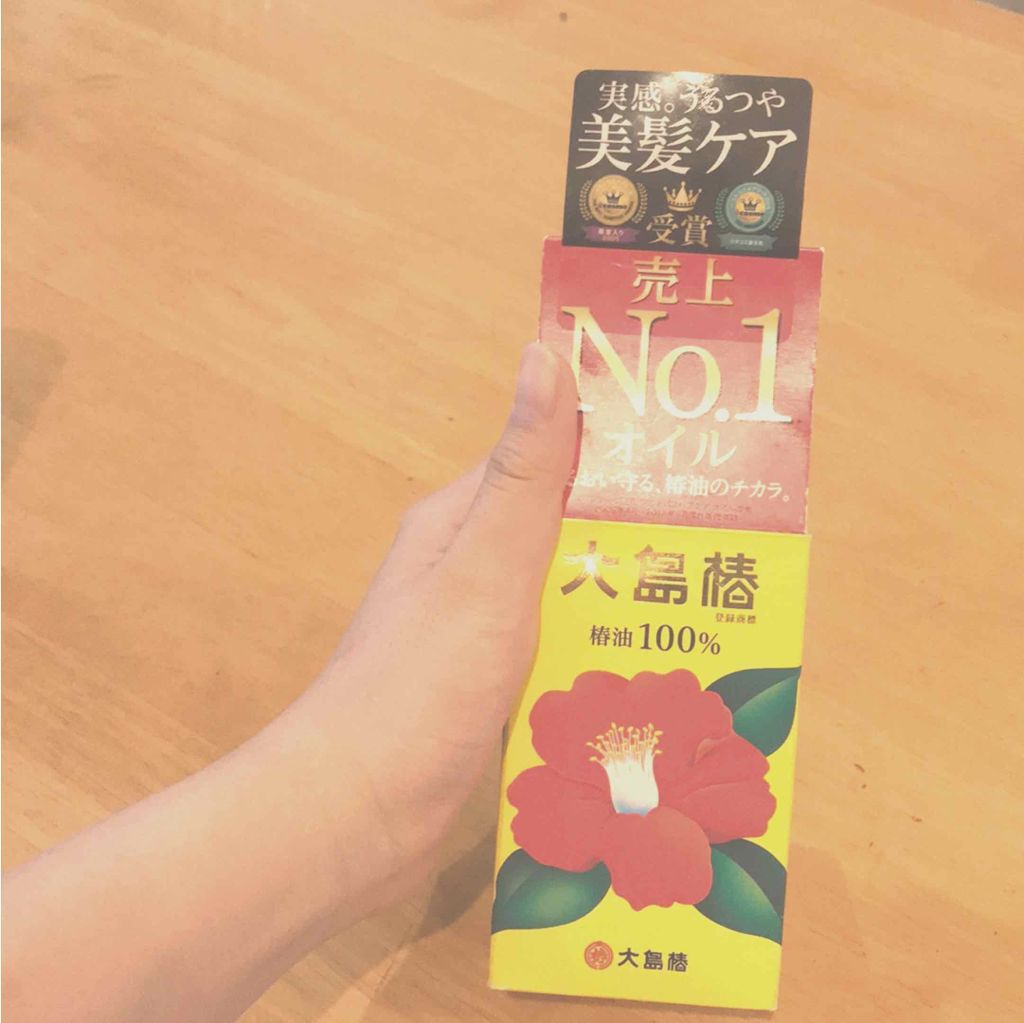 実感。うるつや
美髪ケア
受賞
売上
No.1
オイル
おい守る、椿油のチカラ。
大島椿
登録商標
椿油100%
大島椿